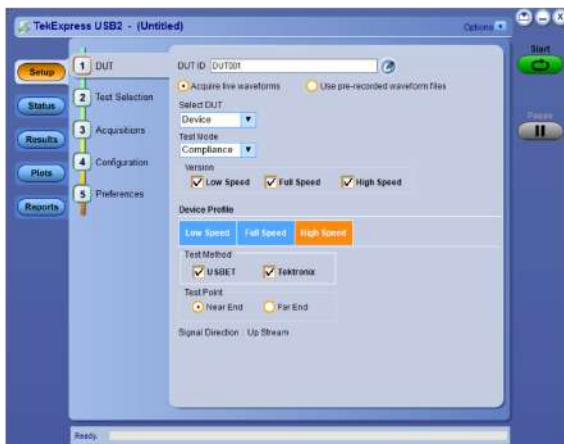 TekExpress USB2 - (Untitled)
Options
Start
Setup
1 DUT
DUT ID DUT001
Acquire live waveforms
Use pre-recorded waveform files
Status
2 Test Selection
Select DUT
Device
Pause
Results
3 Acquisitions
Test Mode
Compliance
Plots
4 Configuration
Version
Low Speed
Full Speed
High Speed
Reports
5 Preferences
Device Profile
Low Speed
Full Speed
High Speed
Test Method
USBET
Tektronix
Test Point
Near End
Far End
Signal Direction : Up Stream
Ready.